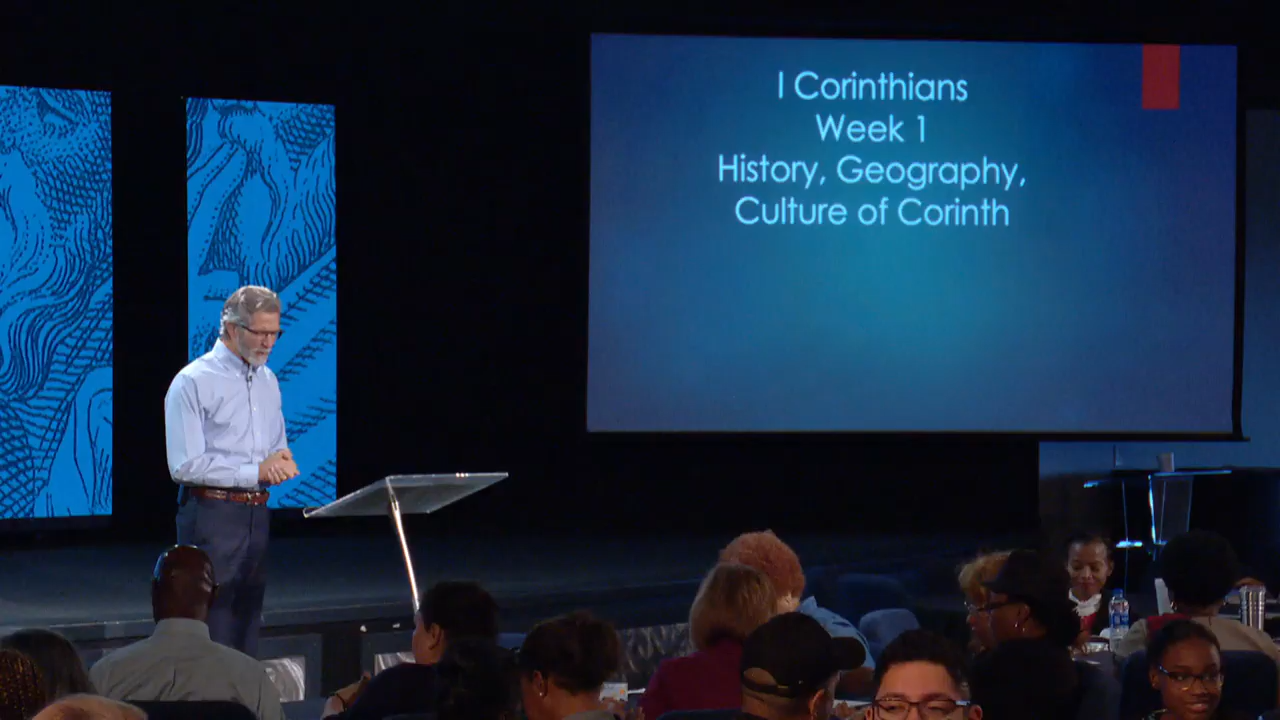 I Corinthians
Week 1
History, Geography,
Culture of Corinth